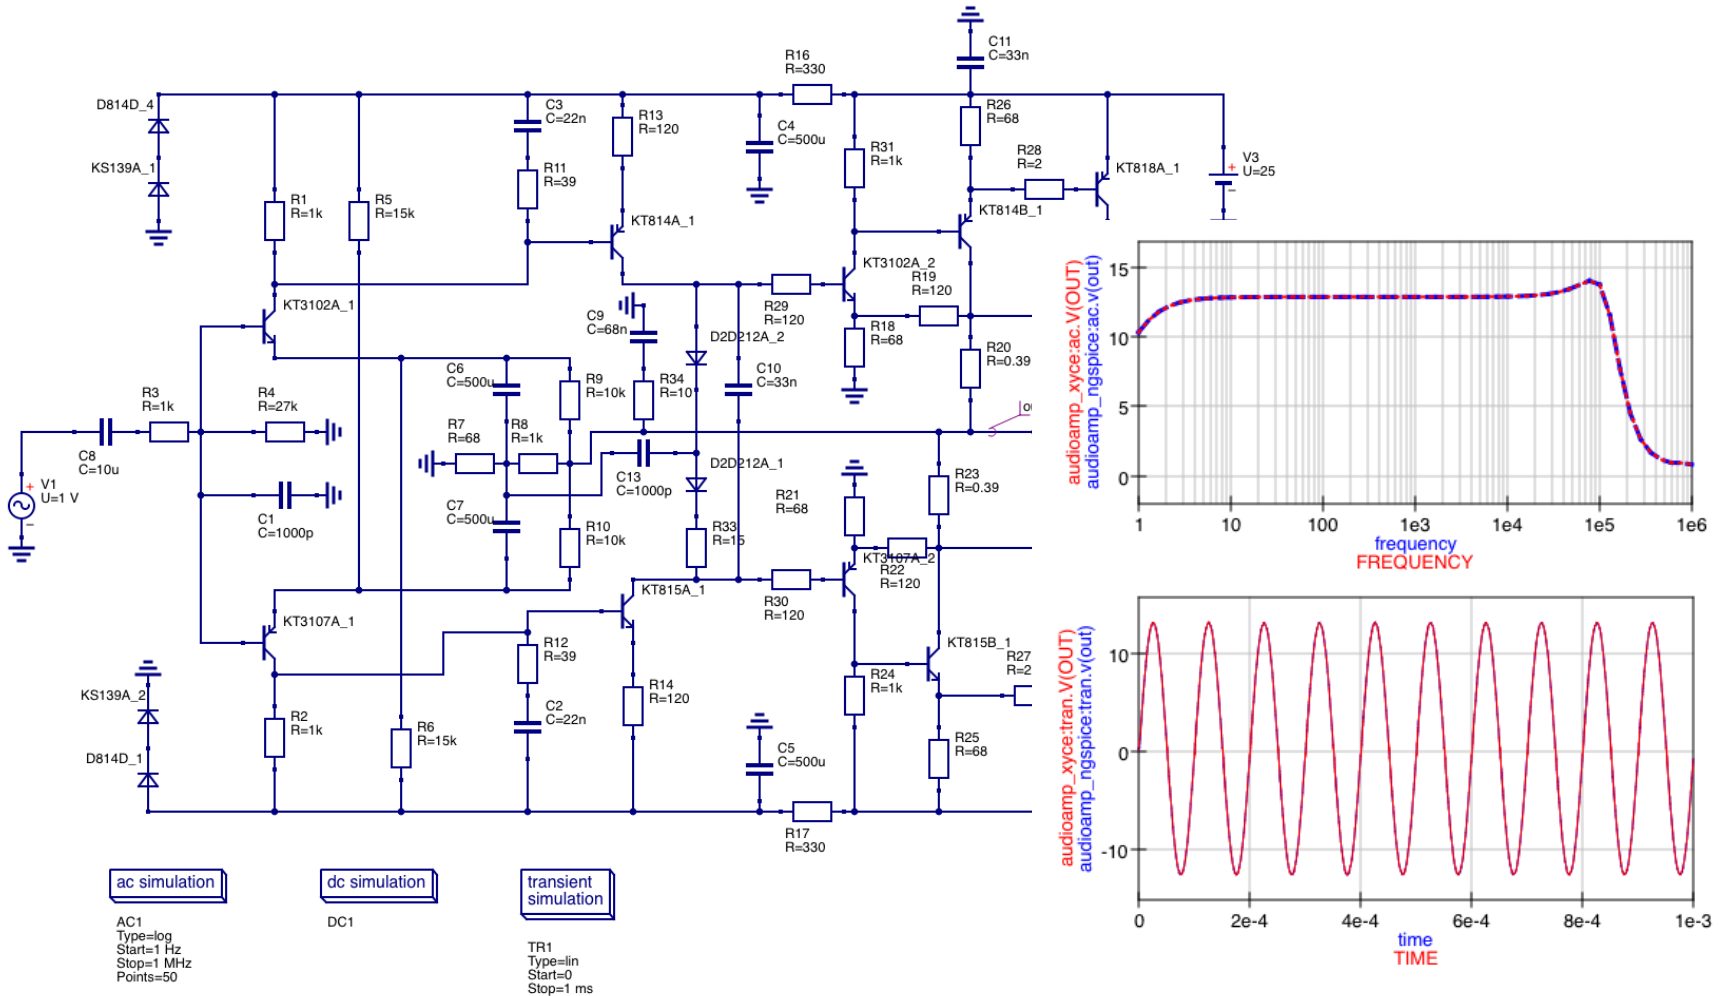 C11
C=33n
R16
R=330
D814D_4
C3
C=22n
R13
R=120
C4
C=500u
R26
R=68
R31
R=1k
R28
R=2
KT818A_1
V3
U=25
KS139A_1
R11
R=39
R1
R=1k
R5
R=15k
KT814A_1
KT814B_1
KT3102A_2
R19
R=120
KT3102A_1
R29
R=120
C9
C=68n
D2D212A_2
R18
R=68
R20
R=0.39
C6
C=500u
R9
R=10k
R34
R=10
C10
C=33n
R3
R=1k
R4
R=27k
R7
R=68
R8
R=1k
C8
C=10u
C13
C=1000p
D2D212A_1
V1
U=1 V
C1
C=1000p
C7
C=500u
R10
R=10k
R33
R=15
R21
R=68
R23
R=0.39
KT3107A_2
R22
R=120
KT815A_1
R30
R=120
KT3107A_1
R12
R=39
KT815B_1
R27
R=2
KS139A_2
R14
R=120
R24
R=1k
D814D_1
R2
R=1k
R6
R=15k
C2
C=22n
C5
C=500u
R25
R=68
R17
R=330
ac simulation
AC1
Type=log
Start=1 Hz
Stop=1 MHz
Points=50
dc simulation
DC1
transient
simulation
TR1
Type=lin
Start=0
Stop=1 ms
audioamp_xyce:ac.V(OUT)
audioamp_ngspice:ac.v(out)
15
10
5
0
1 10 100 1e3 1e4 1e5 1e6
frequency
FREQUENCY
audioamp_xyce:tran.V(OUT)
audioamp_ngspice:tran.v(out)
10
0
-10
0 2e-4 4e-4 6e-4 8e-4 1e-3
time
TIME